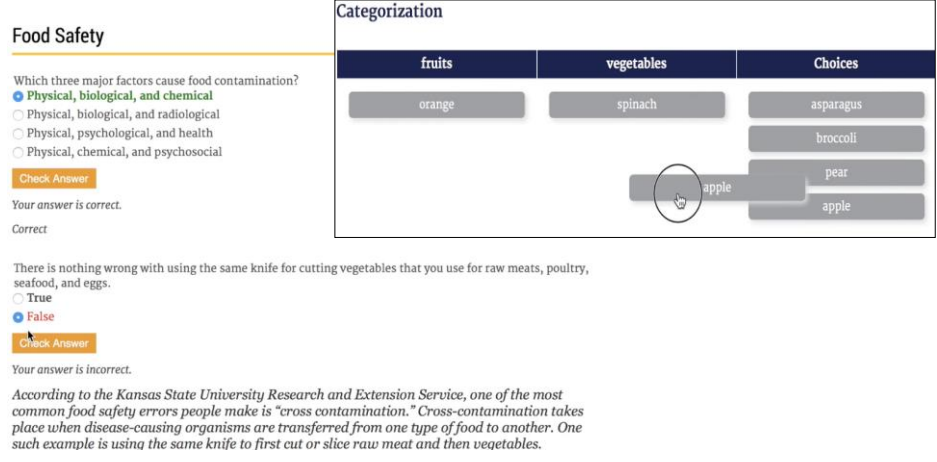 Food Safety
Which three major factors cause food contamination?
Physical, biological, and chemical
Physical, biological, and radiological
Physical, psychological, and health
Physical, chemical, and psychosocial
Check Answer
Your answer is correct.
Correct
Categorization
fruits vegetables Choices
orange spinach asparagus
broccoli
pear
apple
apple
There is nothing wrong with using the same knife for cutting vegetables that you use for raw meats, poultry,
seafood, and eggs.
True
False
Check Answer
Your answer is incorrect.
According to the Kansas State University Research and Extension Service, one of the most
common food safety errors people make is “cross contamination.” Cross-contamination takes
place when disease-causing organisms are transferred from one type of food to another. One
such example is using the same knife to first cut or slice raw meat and then vegetables.